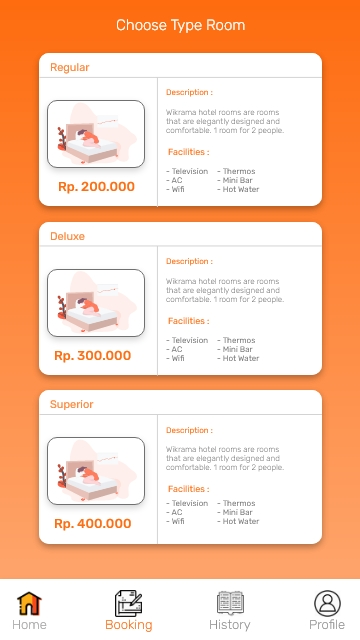 Choose Type Room
Regular
Description :
Wikrama hotel rooms are rooms
that are elegantly designed and
comfortable. 1 room for 2 people.
Facilities :
- Television - Thermos
- AC - Mini Bar
- Wifi - Hot Water
Rp. 200.000
Deluxe
Description :
Wikrama hotel rooms are rooms
that are elegantly designed and
comfortable. 1 room for 2 people.
Facilities :
- Television - Thermos
- AC - Mini Bar
- Wifi - Hot Water
Rp. 300.000
Superior
Description :
Wikrama hotel rooms are rooms
that are elegantly designed and
comfortable. 1 room for 2 people.
Facilities :
- Television - Thermos
- AC - Mini Bar
- Wifi - Hot Water
Rp. 400.000
Home Booking History Profile